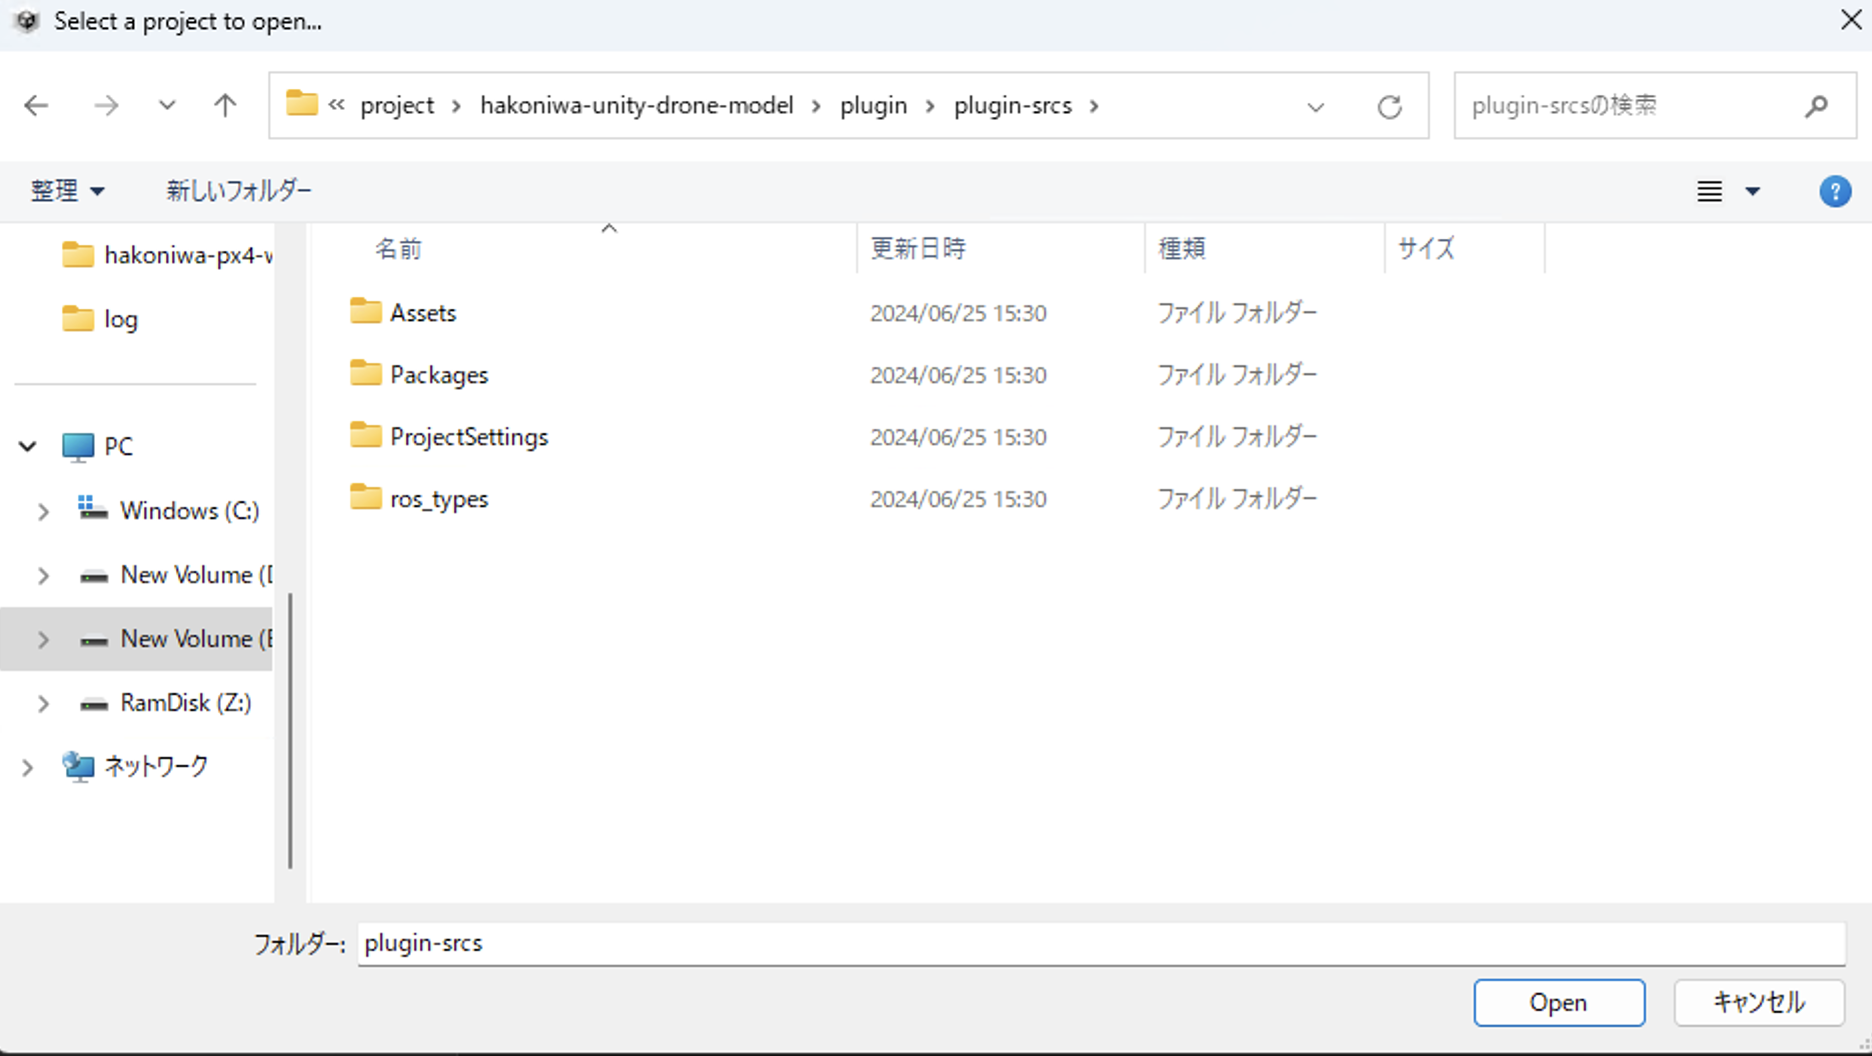 Select a project to open...
« project › hakoniwa-unity-drone-model › plugin › plugin-srcs ›
plugin-srcsの検索
整理 新しいフォルダー
hakoniwa-px4-w
log
PC
Windows (C:)
New Volume (D
New Volume (E
RamDisk (Z:)
ネットワーク
名前 更新日時 種類 サイズ
Assets 2024/06/25 15:30 ファイル フォルダー
Packages 2024/06/25 15:30 ファイル フォルダー
ProjectSettings 2024/06/25 15:30 ファイル フォルダー
ros_types 2024/06/25 15:30 ファイル フォルダー
フォルダー: plugin-srcs
Open キャンセル